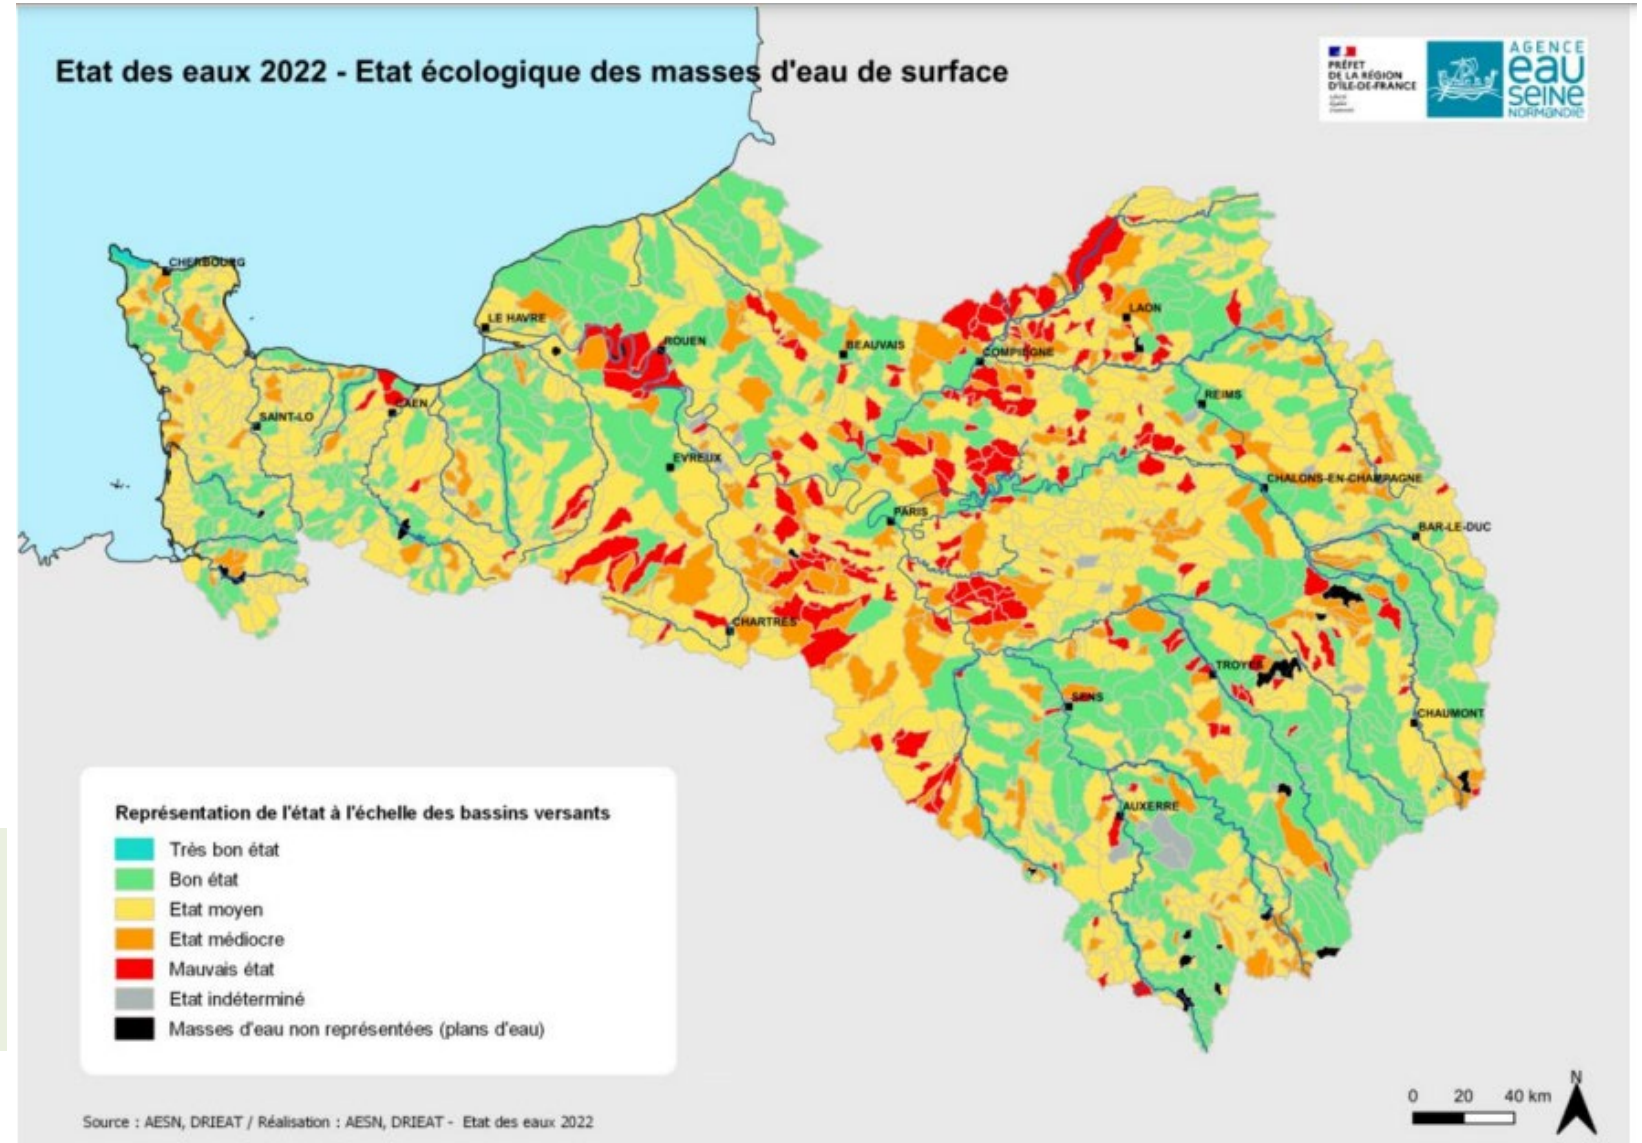 Etat des eaux 2022 - Etat écologique des masses d'eau de surface
PRÉFET
DE LA RÉGION
D'ÎLE-DE-FRANCE
AGENCE
eau
SEINE
NORMANDIE
CHERBOURG
LE HAVRE
ROUEN
BEAUVAIS
COMPIEGNE
LAON
REIMS
SAINT-LO
CAEN
EVREUX
CHALONS-EN-CHAMPAGNE
PARIS
BAR-LE-DUC
CHARTRES
TROYES
SENS
CHAUMONT
AUXERRE
Représentation de l'état à l'échelle des bassins versants
Très bon état
Bon état
Etat moyen
Etat médiocre
Mauvais état
Etat indéterminé
Masses d'eau non représentées (plans d'eau)
Source : AESN, DRIEAT / Réalisation : AESN, DRIEAT - Etat des eaux 2022
N
0 20 40 km